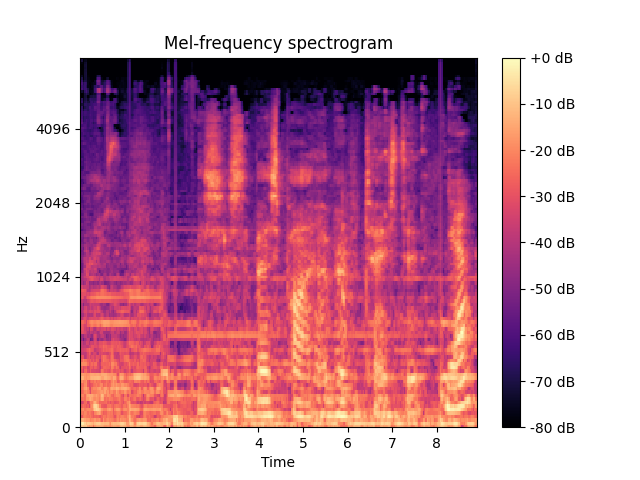 Mel-frequency spectrogram
Hz
4096
2048
1024
512
0
0 1 2 3 4 5 6 7 8
Time
+0 dB
-10 dB
-20 dB
-30 dB
-40 dB
-50 dB
-60 dB
-70 dB
-80 dB